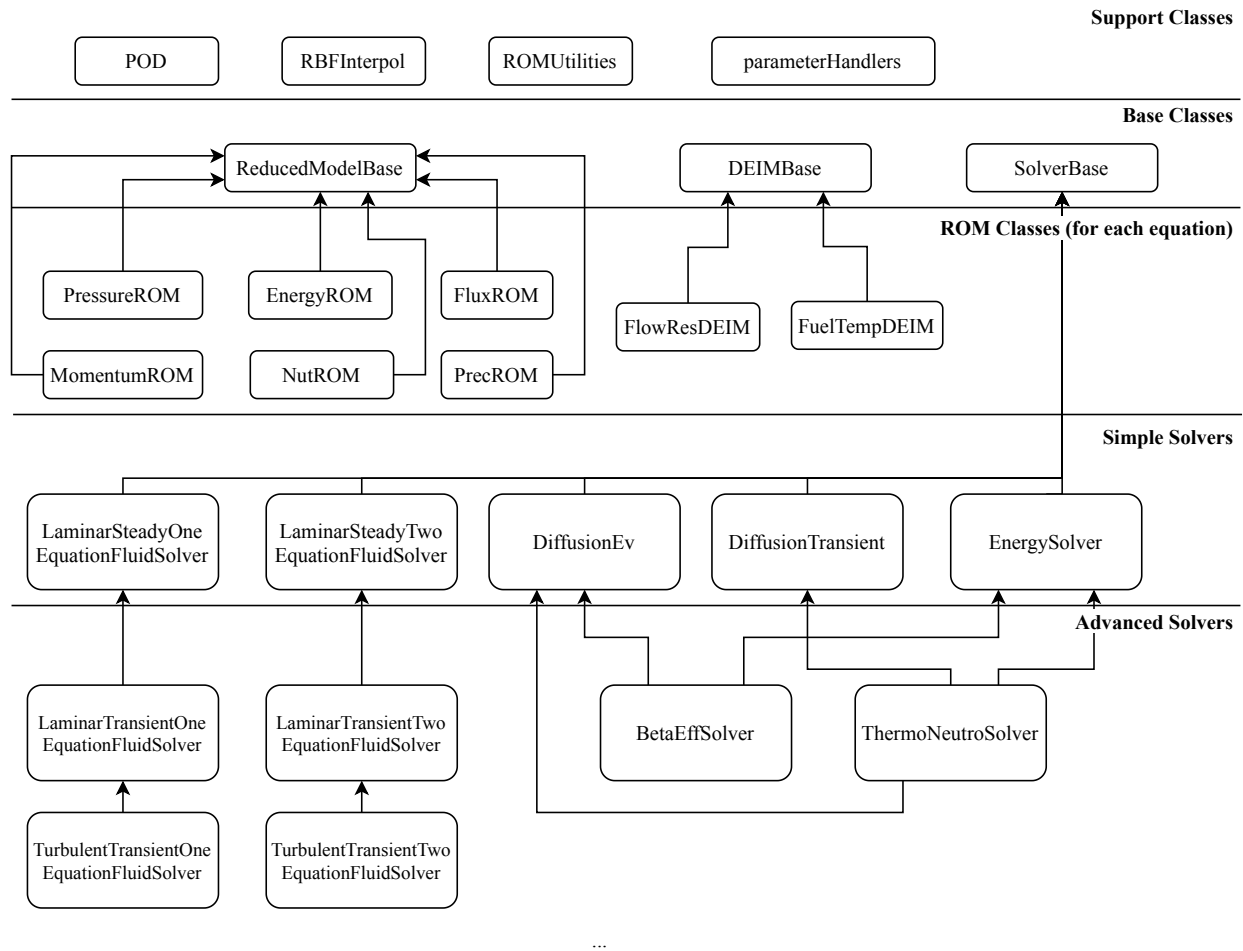 Support Classes
POD
RBFInterpol
ROMUtilities
parameterHandlers
Base Classes
ReducedModelBase
DEIMBase
SolverBase
ROM Classes (for each equation)
PressureROM
EnergyROM
FluxROM
FlowResDEIM
FuelTempDEIM
MomentumROM
NutROM
PrecROM
Simple Solvers
LaminarSteadyOne
EquationFluidSolver
LaminarSteadyTwo
EquationFluidSolver
DiffusionEv
DiffusionTransient
EnergySolver
Advanced Solvers
LaminarTransientOne
EquationFluidSolver
LaminarTransientTwo
EquationFluidSolver
BetaEffSolver
ThermoNeutroSolver
TurbulentTransientOne
EquationFluidSolver
TurbulentTransientTwo
EquationFluidSolver
...